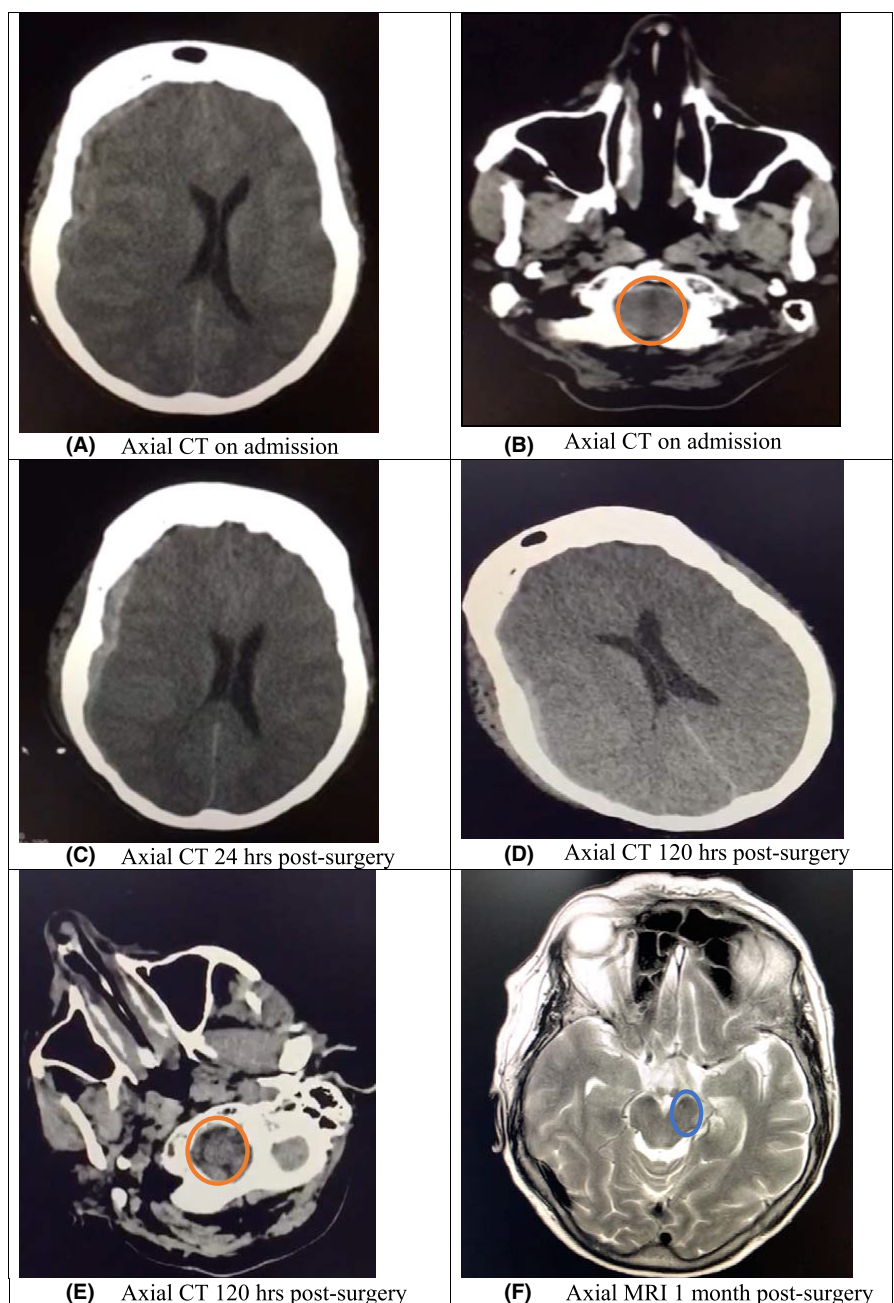 (A) Axial CT on admission
(B) Axial CT on admission
(C) Axial CT 24 hrs post-surgery
(D) Axial CT 120 hrs post-surgery
(E) Axial CT 120 hrs post-surgery
(F) Axial MRI 1 month post-surgery